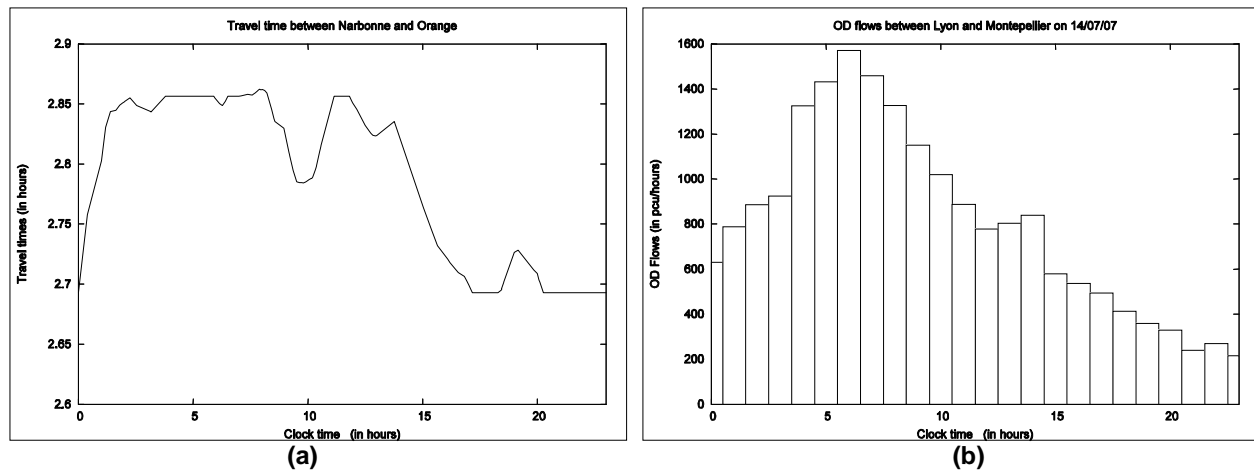 Travel time between Narbonne and Orange
2.9
2.85
2.8
2.75
2.7
2.65
2.6
Travel times (in hours)
0 5 10 15 20
Clock time (in hours)
(a)
OD flows between Lyon and Montepellier on 14/07/07
1600
1400
1200
1000
800
600
400
200
0
OD Flows (in pcu/hours)
0 5 10 15 20
Clock time (in hours)
(b)